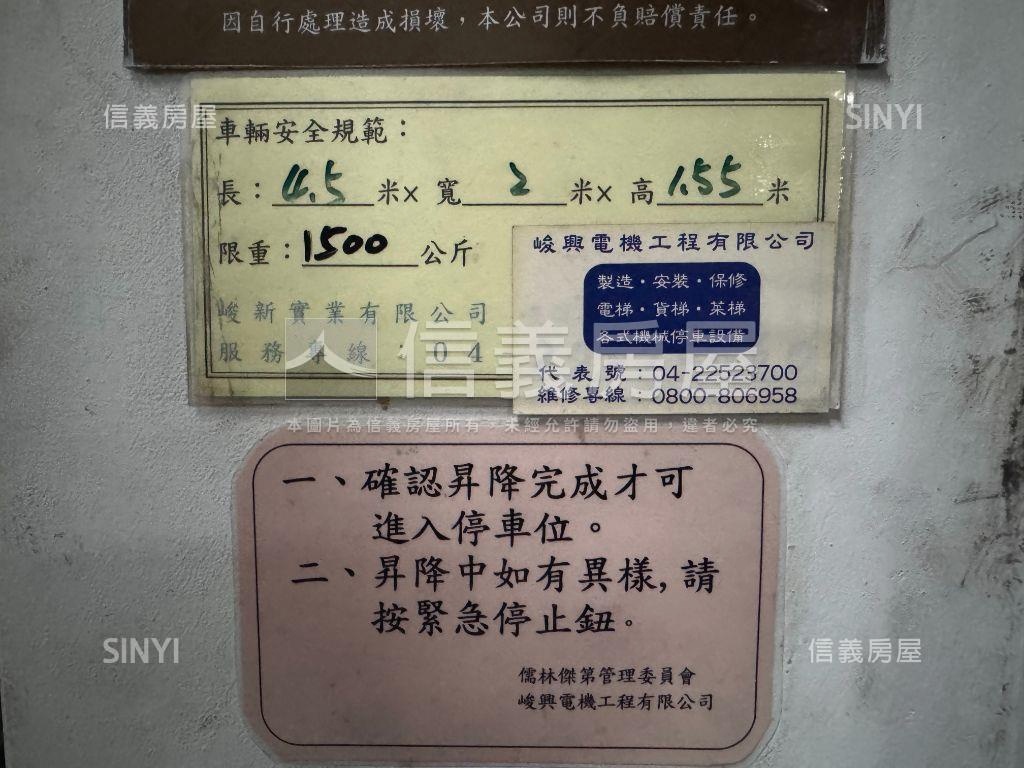 因自行處理造成損壞，本公司則不負賠償責任。
信義房屋
SINYI
車輛安全規範：
長：4.5米× 寬2米× 高1.55米
限重：1500公斤
峻新實業有限公司
服務專線 04
峻興電機工程有限公司
製造·安裝·保修
電梯·貨梯·菜梯
各式機械停車設備
代表號：04-22523700
維修專線：0800-806958
信義房屋
本圖片為信義房屋所有，未經允許請勿盜用，違者必究
一、確認昇降完成才可
進入停車位。
二、昇降中如有異樣,請
按緊急停止鈕。
SINYI
信義房屋
儒林傑第管理委員會
峻興電機工程有限公司